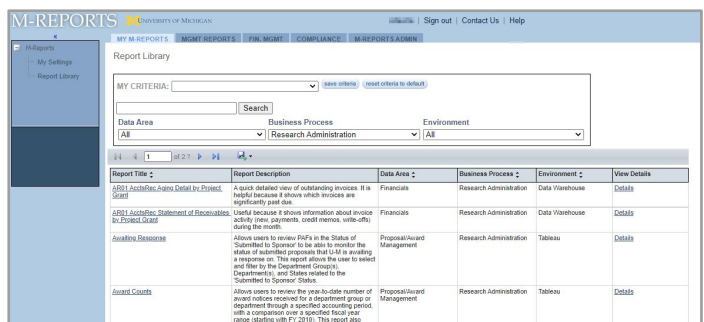 M-REPORTS
UNIVERSITY OF MICHIGAN
| Sign out | Contact Us | Help
MY M-REPORTS MGMT REPORTS FIN. MGMT COMPLIANCE M-REPORTS ADMIN
M-Reports
My Settings
Report Library
Report Library
MY CRITERIA: save criteria reset criteria to default
Search
Data Area Business Process Environment
All Research Administration All
1 of 2 ?
Report Title Report Description Data Area Business Process Environment View Details
AR01 AcctsRec Aging Detail by Project A quick detailed view of outstanding invoices. It is Financials Research Administration Data Warehouse Details
Grant helpful because it shows which invoices are
significantly past due.
AR01 AcctsRec Statement of Receivables Useful because it shows information about invoice Financials Research Administration Data Warehouse Details
by Project Grant activity (new, payments, credit memos, write-offs)
during the month.
Awaiting Response Allows users to review PAFs in the Status of Proposal/Award Research Administration Tableau Details
'Submitted to Sponsor' to be able to monitor the Management
status of submitted proposals that U-M is awaiting
a response on. This report allows the user to select
and filter by the Department Group(s),
Department(s), and States related to the
'Submitted to Sponsor' Status.
Award Counts Allows users to review the year-to-date number of Proposal/Award Research Administration Tableau Details
award notices received for a department group or Management
department through a specified accounting period,
with a comparison over a specified fiscal year
range (starting with FY 2010). This report also